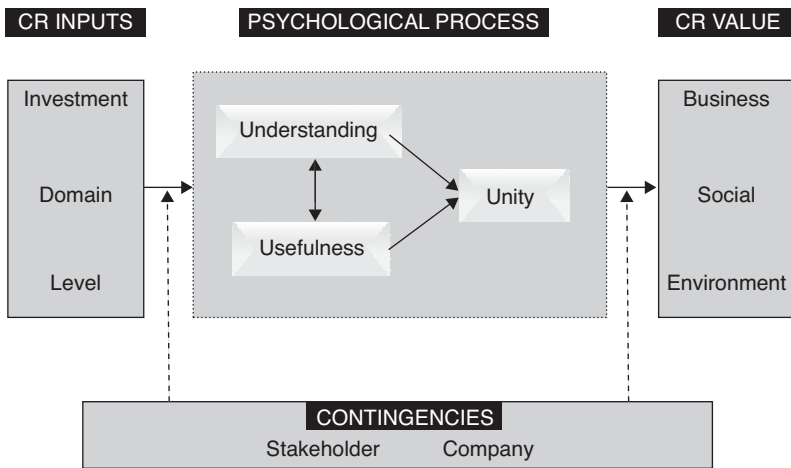 CR INPUTS
PSYCHOLOGICAL PROCESS
CR VALUE
Investment
Domain
Level
Understanding
Usefulness
Unity
Business
Social
Environment
CONTINGENCIES
Stakeholder Company